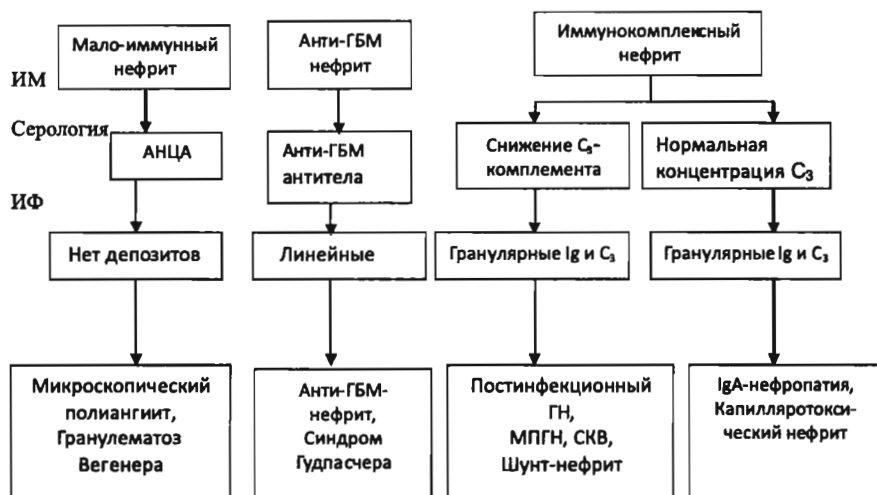 Мало-иммунный
нефрит
Анти-ГБМ
нефрит
Иммунокомплексный
нефрит
ИМ
Серология
АНЦА
Анти-ГБМ
антитела
Снижение С₃-
комплемента
Нормальная
концентрация С₃
ИФ
Нет депозитов
Линейные
Гранулярные Ig и С₃
Гранулярные Ig и С₃
Микроскопический
полиангиит,
Гранулематоз
Вегенера
Анти-ГБМ-
нефрит,
Синдром
Гудпасчера
Постинфекционный
ГН,
МПГН, СКВ,
Шунт-нефрит
IgA-нефропатия,
Капилляротокси-
ческий нефрит